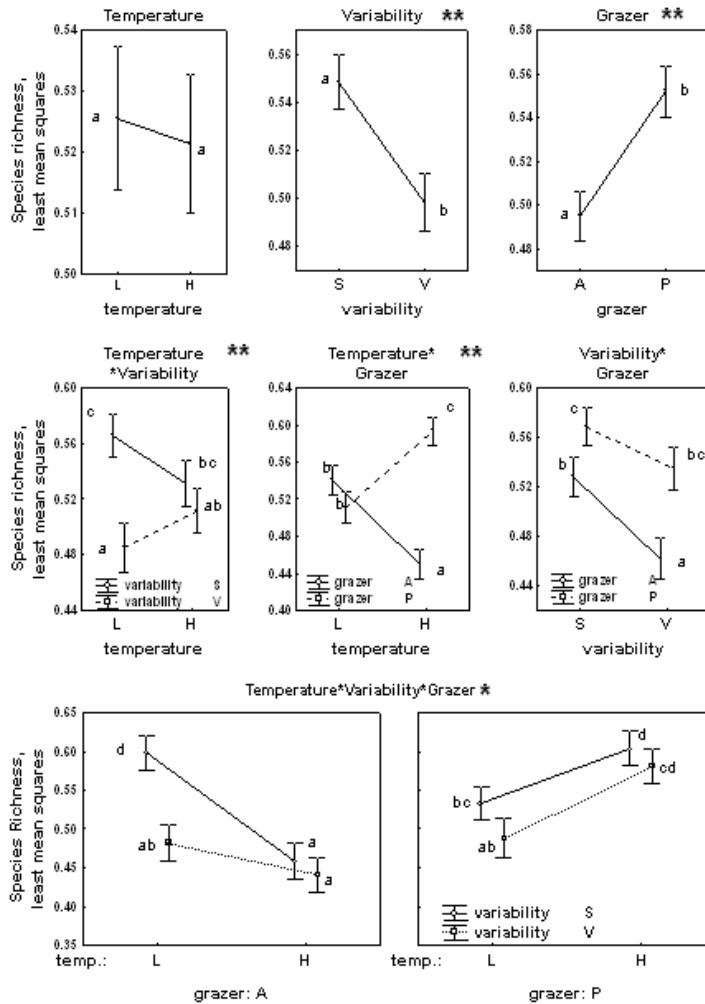 Temperature
Variability **
Grazer **
Species richness,
least mean squares
0.54
0.53
0.52
0.51
0.50
a
a
L
H
temperature
0.56
0.54
0.52
0.50
0.48
a
b
S
V
variability
0.58
0.56
0.54
0.52
0.50
0.48
a
b
A
P
grazer
Temperature **
*Variability
Temperature* **
Grazer
Variability*
Grazer
Species richness,
least mean squares
0.60
0.56
0.52
0.48
0.44
c
bc
ab
a
variability S
variability V
L
H
temperature
0.64
0.60
0.56
0.52
0.48
0.44
0.40
c
b
b
a
grazer A
grazer P
L
H
temperature
0.60
0.56
0.52
0.48
0.44
c
bc
b
a
grazer A
grazer P
S
V
variability
Temperature*Variability*Grazer *
Species Richness,
least mean squares
0.65
0.60
0.55
0.50
0.45
0.40
0.35
d
ab
a
a
temp.: L H
grazer: A
d
cd
bc
ab
variability S
variability V
temp.: L H
grazer: P